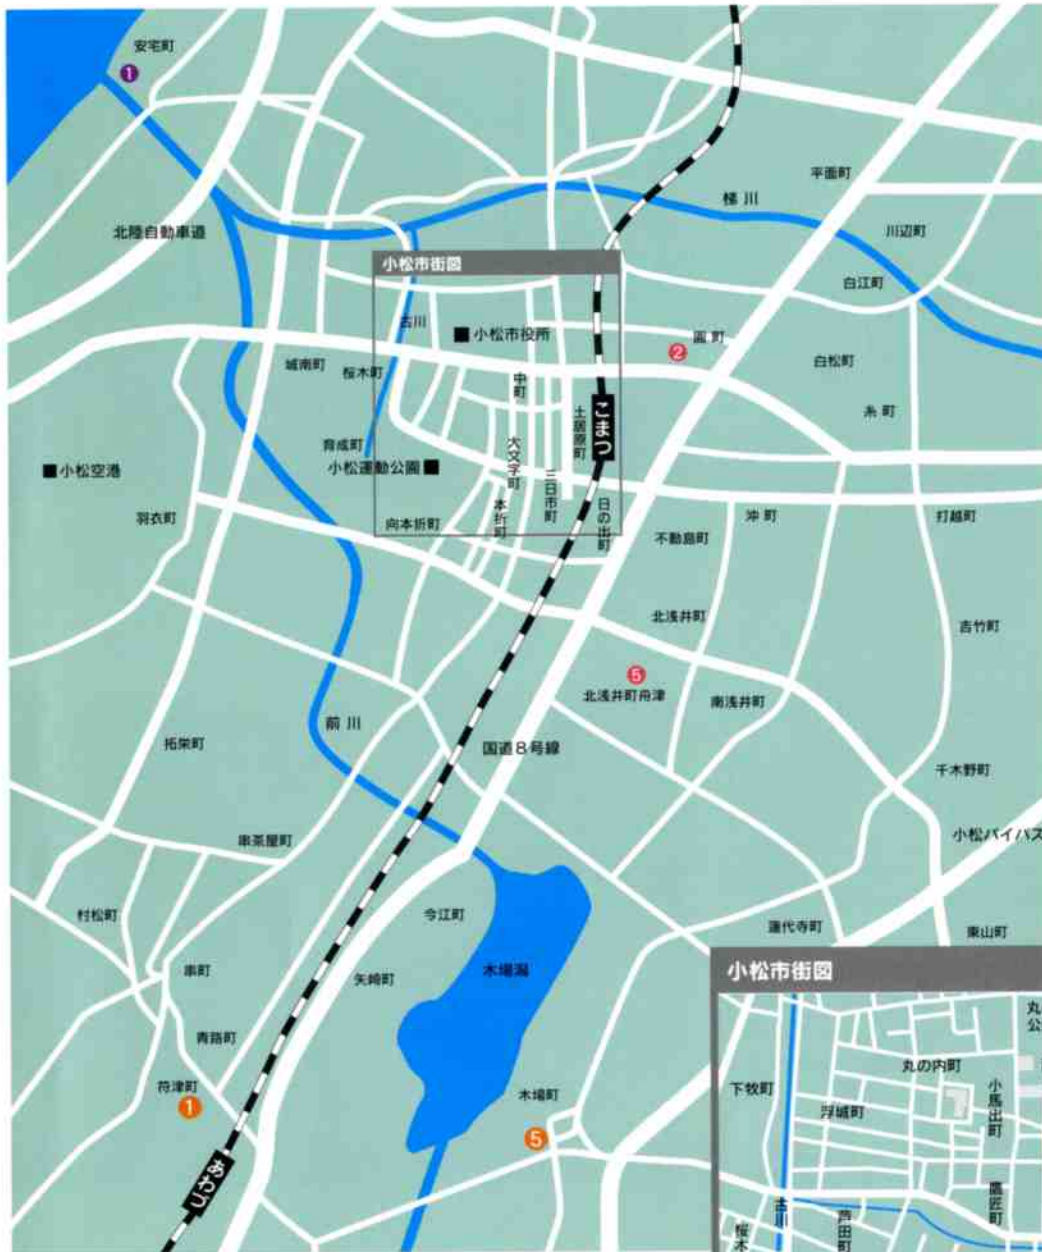 安宅町
1
平面町
梯川
北陸自動車道
川辺町
小松市街図
白江町
古川
■小松市役所
園町
2
城南町
桜木町
中町
白松町
こまつ
土居原町
糸町
育成町
大文字町
■小松空港
小松運動公園■
三日市町
本折町
日の出町
羽衣町
向本折町
沖町
打越町
不動島町
北浅井町
吉竹町
5
北浅井町舟津
南浅井町
前川
拓栄町
国道8号線
千木野町
小松バイパス
串茶屋町
村松町
今江町
蓮代寺町
東山町
串町
矢崎町
木場潟
小松市街図
青路町
丸の内町
符津町
1
木場町
下牧町
浮城町
小馬出町
5
あわづ
古川
芦田町
鷹匠町
桜木